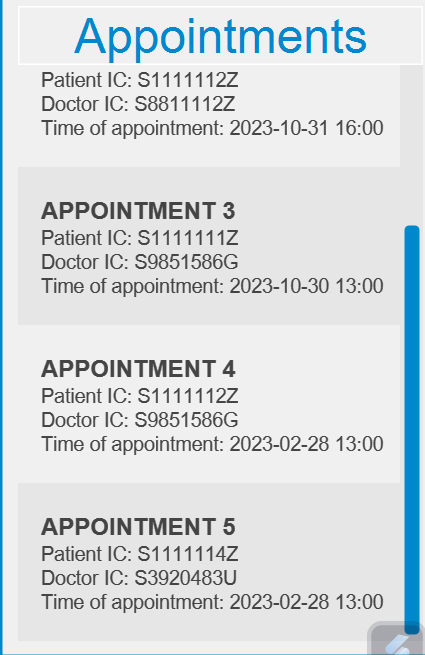 Appointments
Patient IC: S1111112Z
Doctor IC: S8811112Z
Time of appointment: 2023-10-31 16:00
APPOINTMENT 3
Patient IC: S1111111Z
Doctor IC: S9851586G
Time of appointment: 2023-10-30 13:00
APPOINTMENT 4
Patient IC: S1111112Z
Doctor IC: S9851586G
Time of appointment: 2023-02-28 13:00
APPOINTMENT 5
Patient IC: S1111114Z
Doctor IC: S3920483U
Time of appointment: 2023-02-28 13:00